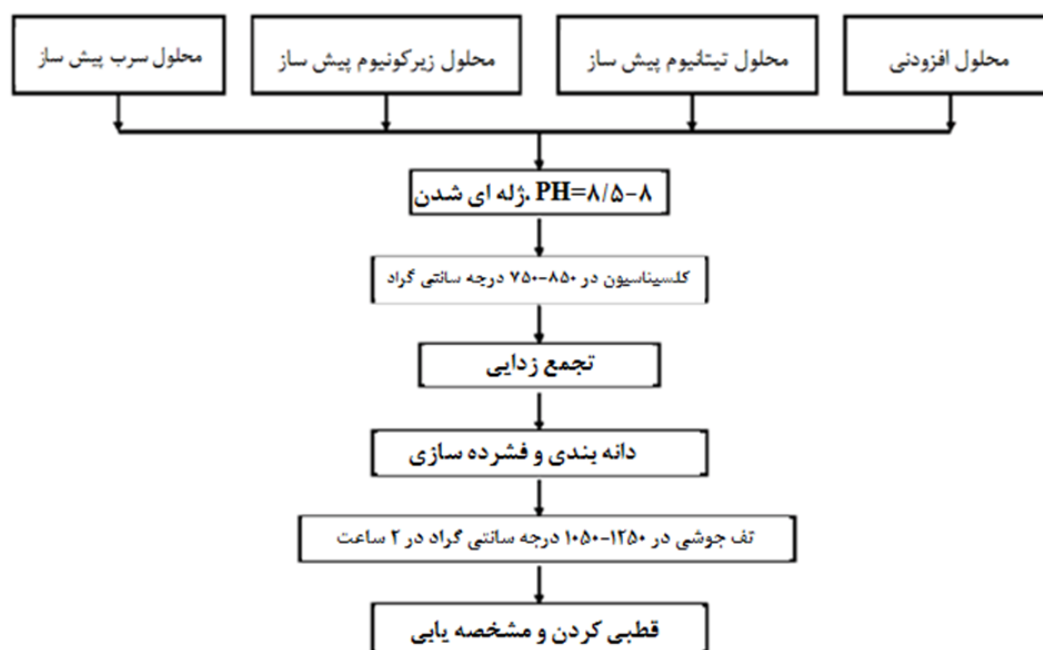 محلول افزودنی
محلول تیتانیوم پیش ساز
محلول زیرکونیوم پیش ساز
محلول سرب پیش ساز
PH=۸/۵-۸ .ژله ای شدن
کلسیناسیون در ۸۵۰-۷۵۰ درجه سانتی گراد
تجمع زدایی
دانه بندی و فشرده سازی
تف جوشی در ۱۲۵۰-۱۰۵۰ درجه سانتی گراد در ۲ ساعت
قطبی کردن و مشخصه یابی